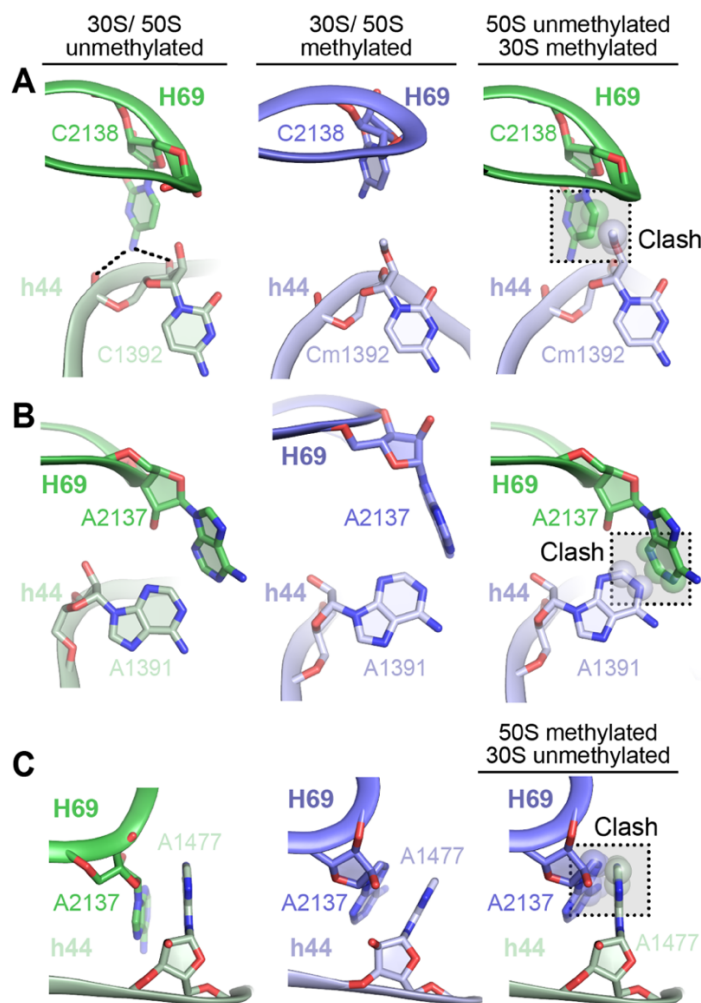 30S/ 50S
unmethylated
30S/ 50S
methylated
50S unmethylated
30S methylated
A
H69
C2138
h44
C1392
H69
C2138
h44
Cm1392
H69
C2138
Clash
h44
Cm1392
B
H69
A2137
h44
A1391
H69
A2137
h44
A1391
H69
A2137
Clash
h44
A1391
50S methylated
30S unmethylated
C
H69
A1477
A2137
h44
H69
A1477
A2137
h44
H69
Clash
A2137
h44
A1477